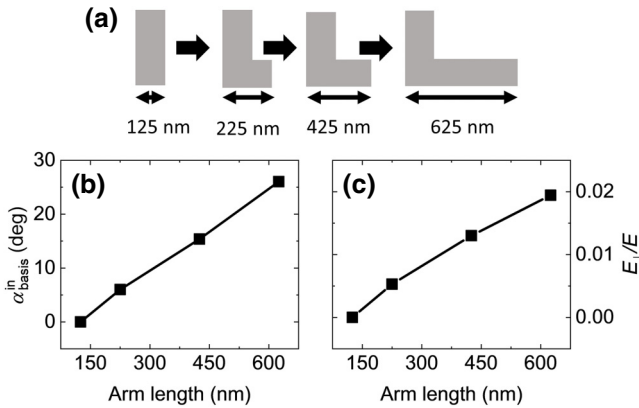 (a)
125 nm
225 nm
425 nm
625 nm
(b)
30
20
10
0
α^in_basis (deg)
150
300
450
600
Arm length (nm)
(c)
0.02
0.01
0.00
E⊥/E
150
300
450
600
Arm length (nm)